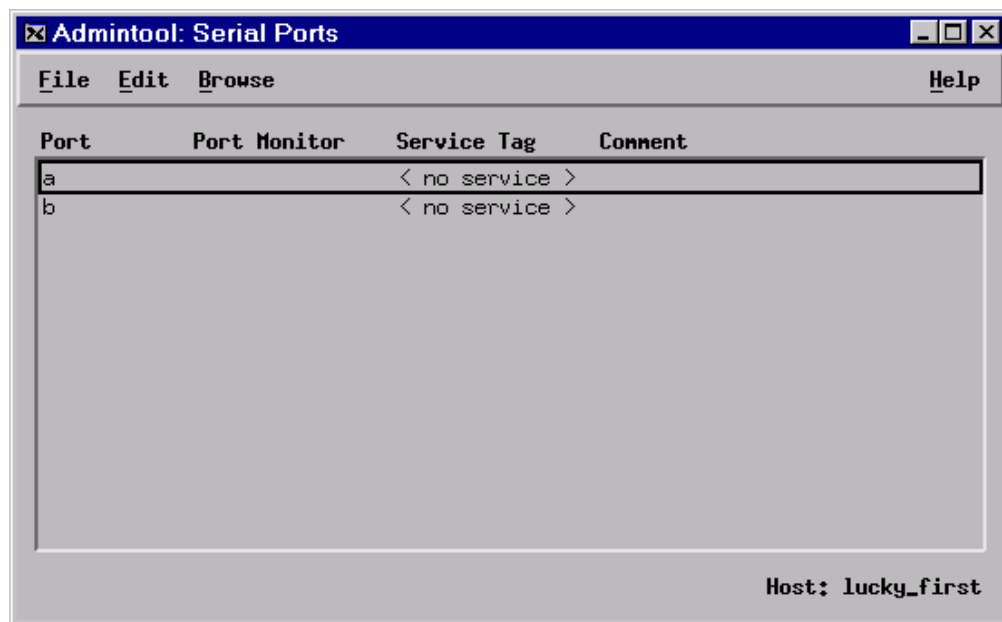 Admintool: Serial Ports
File Edit Browse Help
Port Port Monitor Service Tag Comment
a < no service >
b < no service >
Host: lucky_first